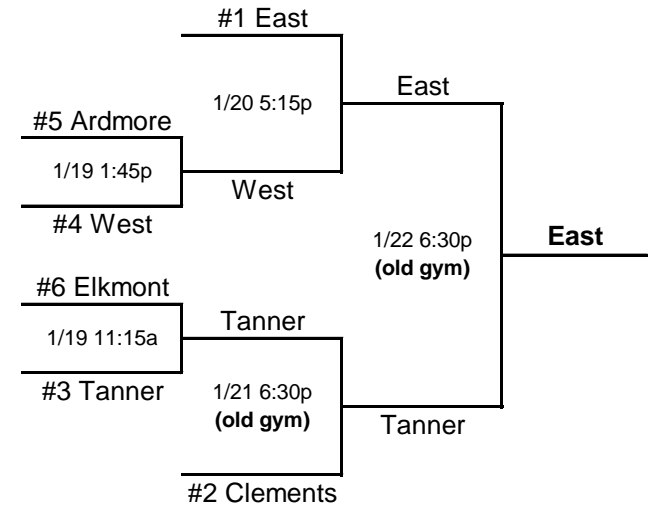 #1 East
1/20 5:15p
East
#5 Ardmore
1/19 1:45p
West
#4 West
1/22 6:30p
(old gym)
East
#6 Elkmont
1/19 11:15a
Tanner
#3 Tanner
1/21 6:30p
(old gym)
Tanner
#2 Clements